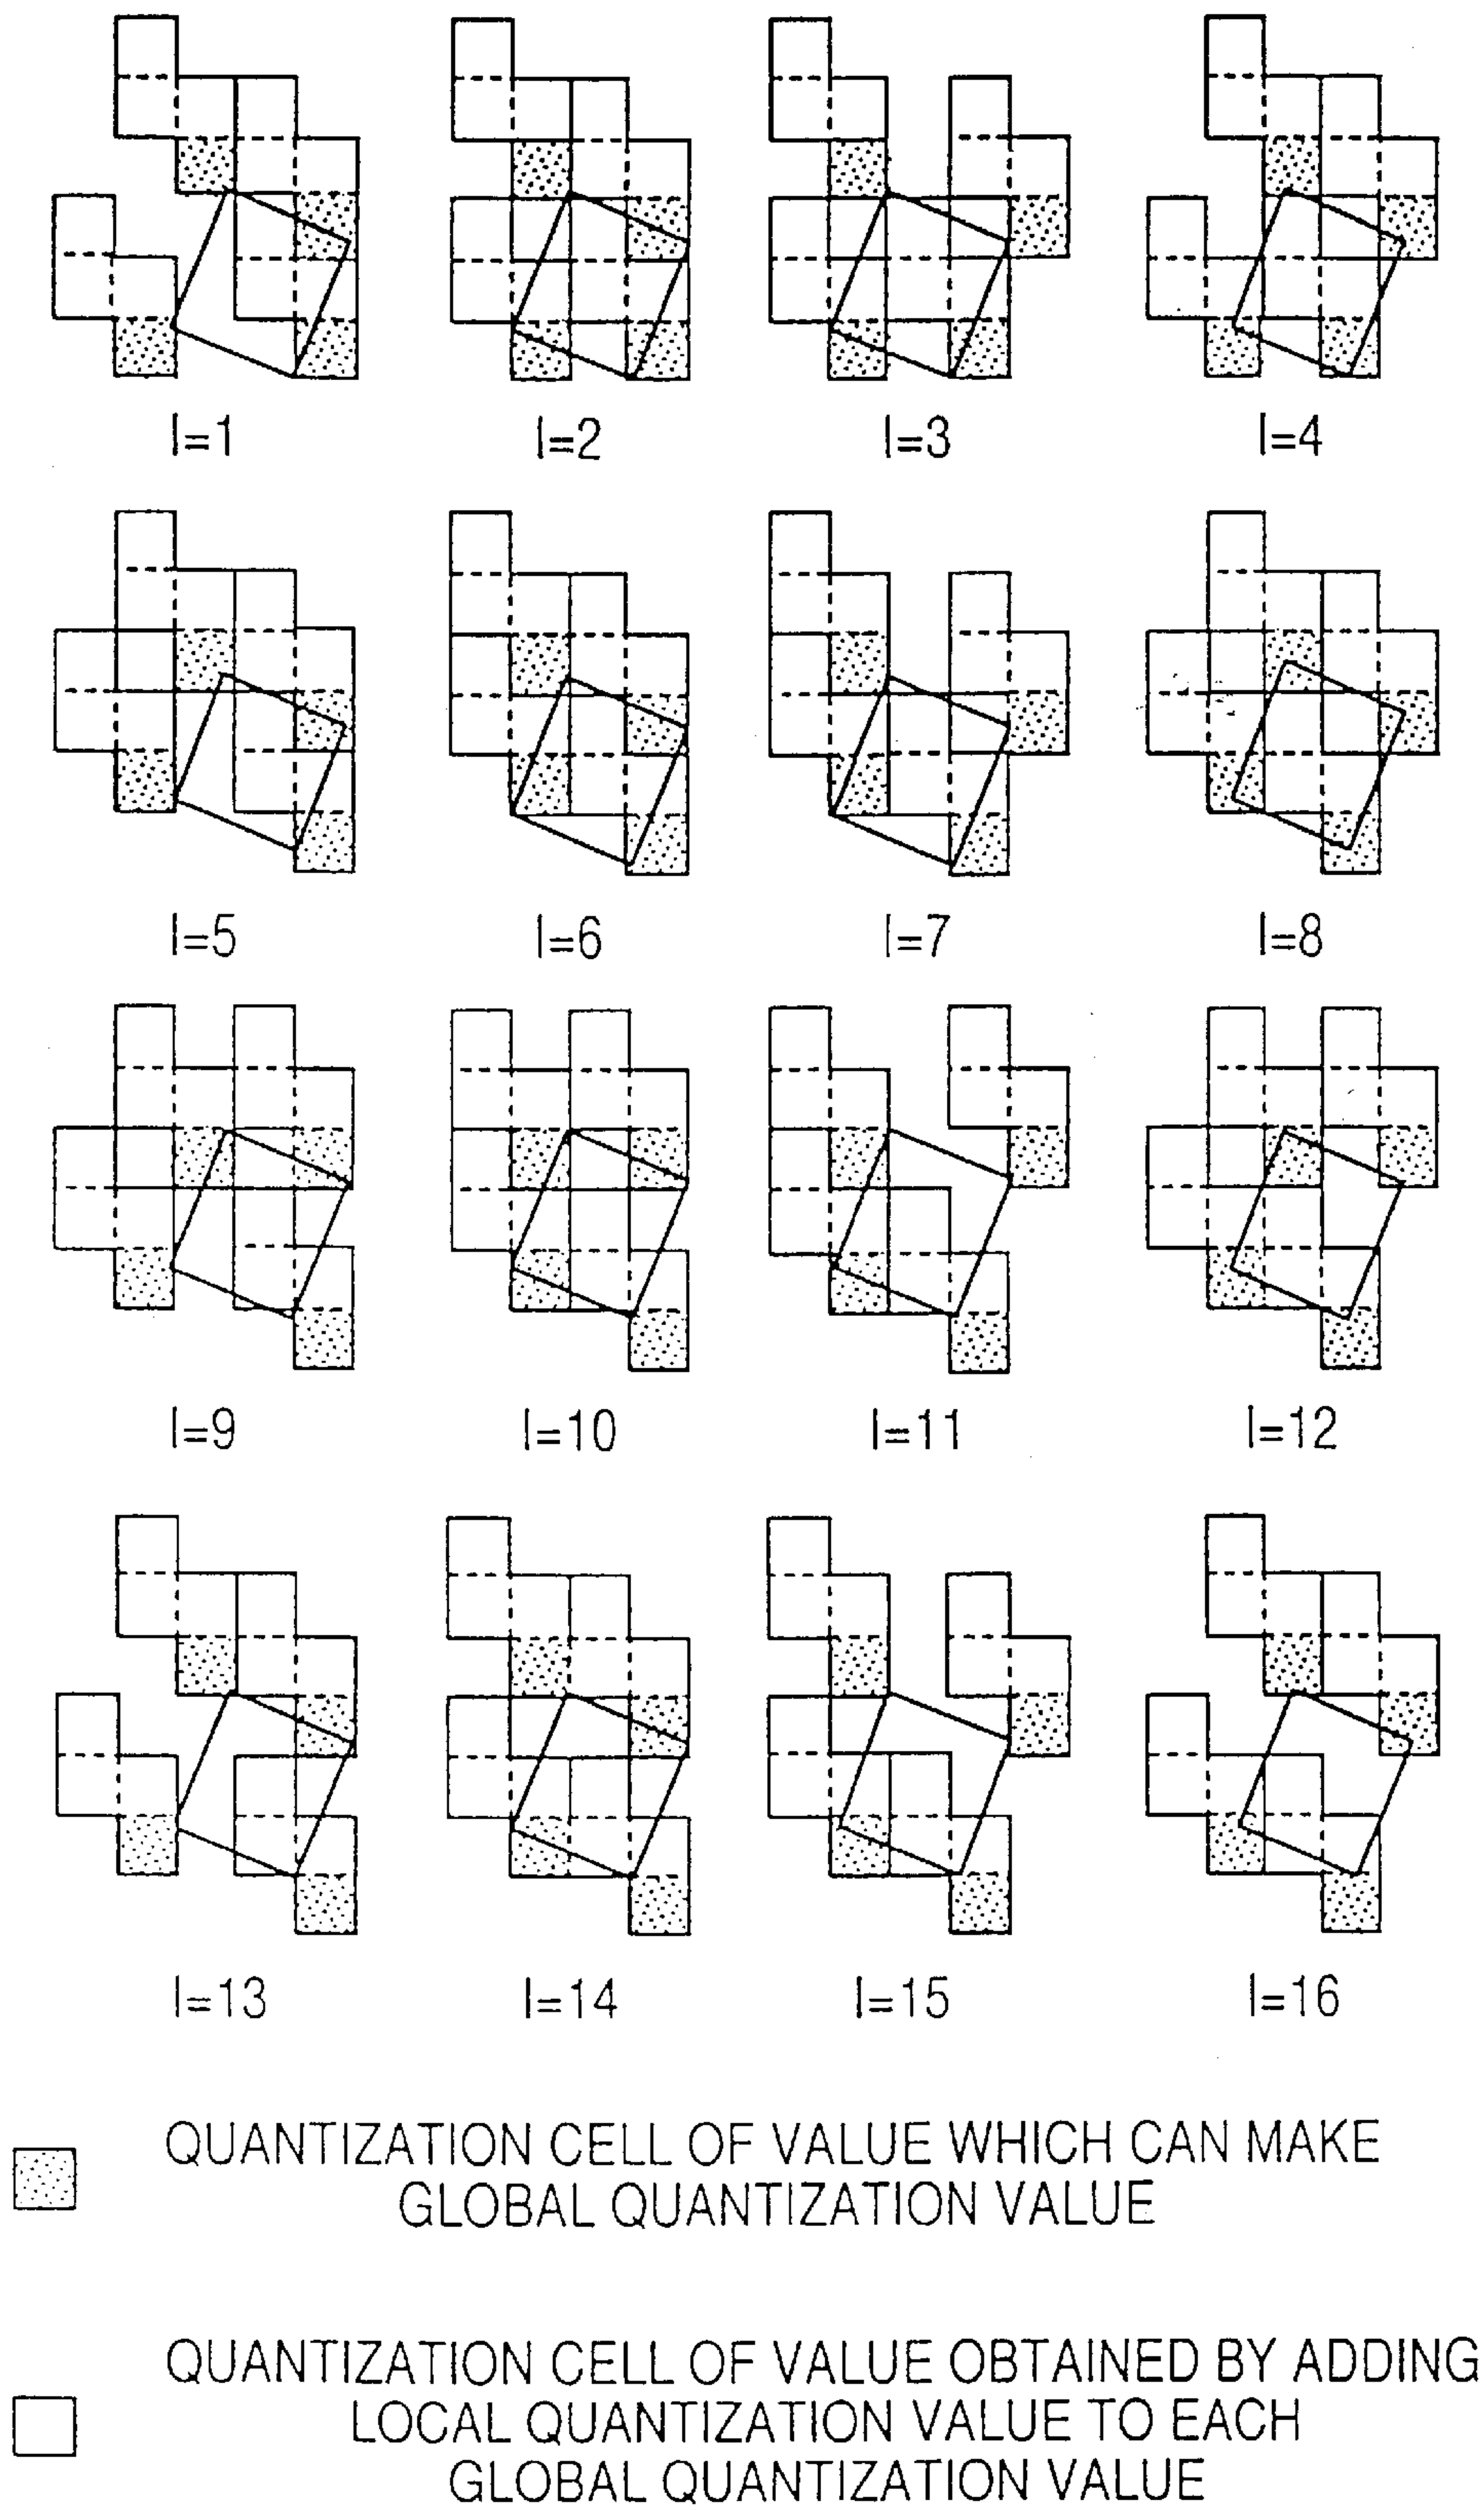 I=1 I=2 I=3 I=4
I=5 I=6 I=7 I=8
I=9 I=10 I=11 I=12
I=13 I=14 I=15 I=16
QUANTIZATION CELL OF VALUE WHICH CAN MAKE
GLOBAL QUANTIZATION VALUE
QUANTIZATION CELL OF VALUE OBTAINED BY ADDING
LOCAL QUANTIZATION VALUE TO EACH
GLOBAL QUANTIZATION VALUE